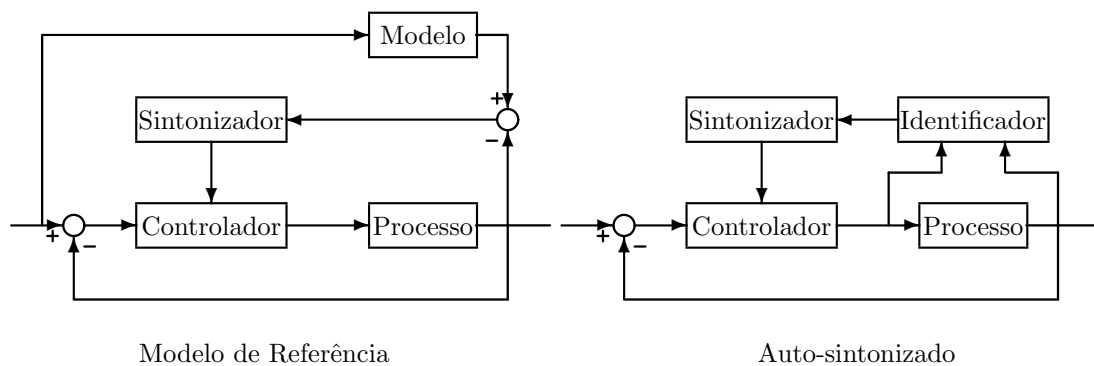 Modelo
+
Sintonizador
−
Controlador
Processo
+
−
Modelo de Referência
Sintonizador
Identificador
Controlador
Processo
+
−
Auto-sintonizado